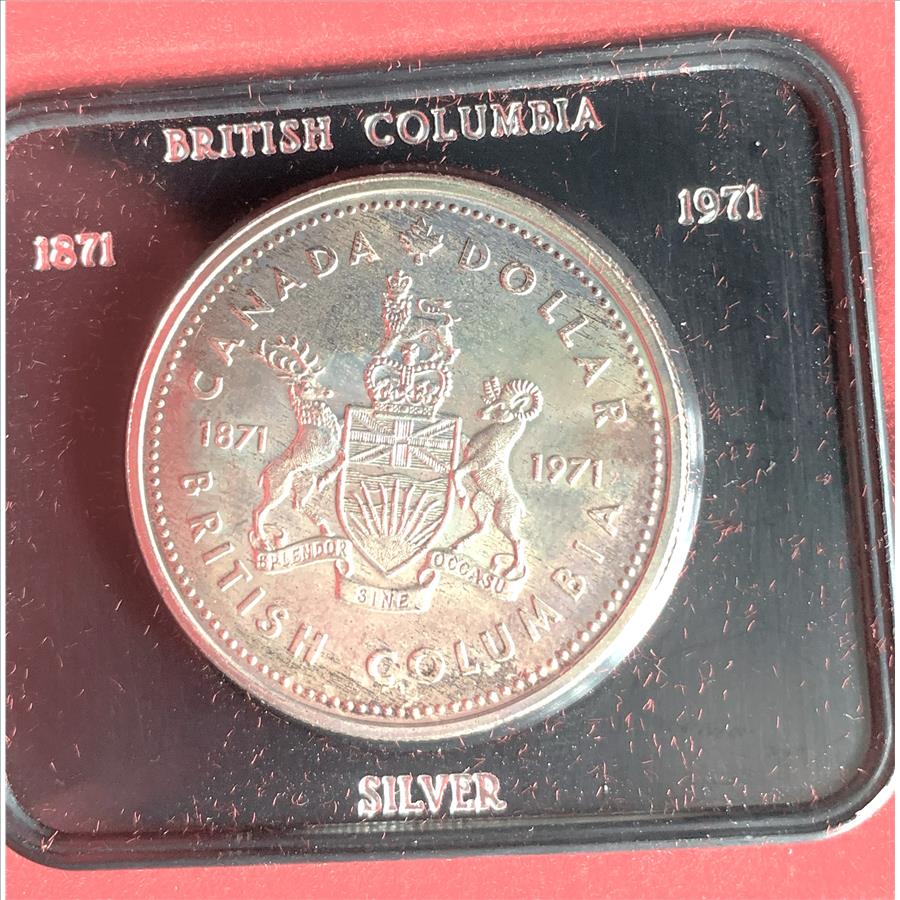 BRITISH COLUMBIA
1871
1971
CANADA DOLLAR
1871
1971
SPLENDOR
SINE
OCCASU
BRITISH COLUMBIA
SILVER